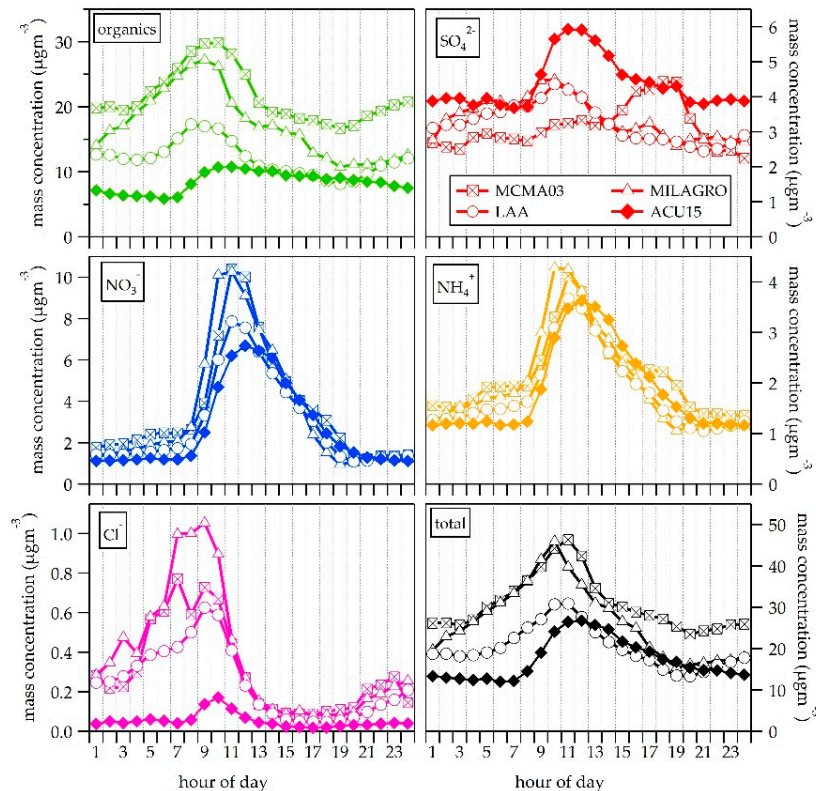 organics
mass concentration (µgm-3)
30
20
10
0
SO42-
mass concentration (µgm-3)
6
5
4
3
2
1
0
MCMA03
MILAGRO
LAA
ACU15
NO3-
mass concentration (µgm-3)
10
8
6
4
2
0
NH4+
mass concentration (µgm-3)
4
3
2
1
0
Cl-
mass concentration (µgm-3)
1.0
0.8
0.6
0.4
0.2
0.0
1 3 5 7 9 11 13 15 17 19 21 23
hour of day
total
mass concentration (µgm-3)
50
40
30
20
10
0
1 3 5 7 9 11 13 15 17 19 21 23
hour of day